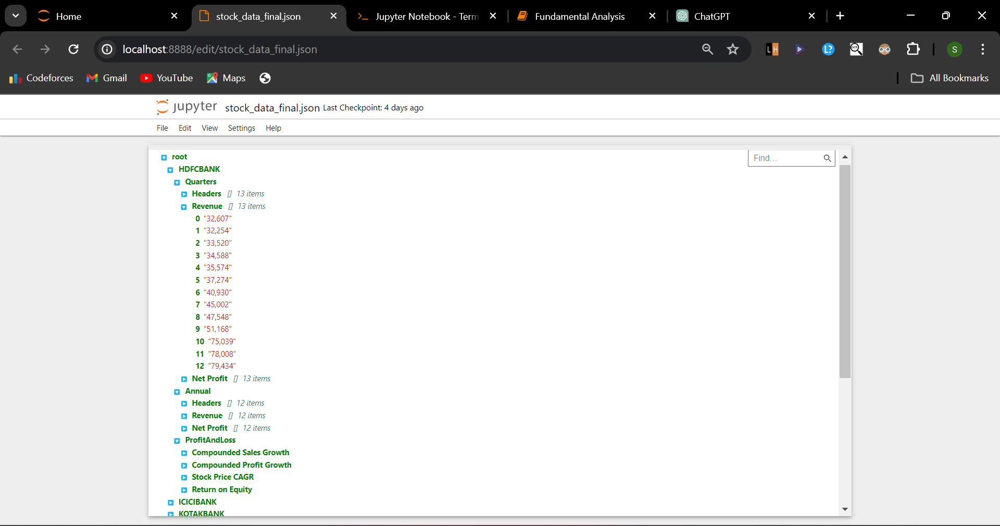 Home
stock_data_final.json
Jupyter Notebook - Term
Fundamental Analysis
ChatGPT
localhost:8888/edit/stock_data_final.json
LH
L?
OCR
S
Codeforces
Gmail
YouTube
Maps
All Bookmarks
jupyter stock_data_final.json Last Checkpoint: 4 days ago
File Edit View Settings Help
root
Find...
HDFCBANK
Quarters
Headers [] 13 items
Revenue [] 13 items
0 "32,607"
1 "32,254"
2 "33,520"
3 "34,588"
4 "35,574"
5 "37,274"
6 "40,930"
7 "45,002"
8 "47,548"
9 "51,168"
10 "75,039"
11 "78,008"
12 "79,434"
Net Profit [] 13 items
Annual
Headers [] 12 items
Revenue [] 12 items
Net Profit [] 12 items
ProfitAndLoss
Compounded Sales Growth
Compounded Profit Growth
Stock Price CAGR
Return on Equity
ICICIBANK
KOTAKBANK